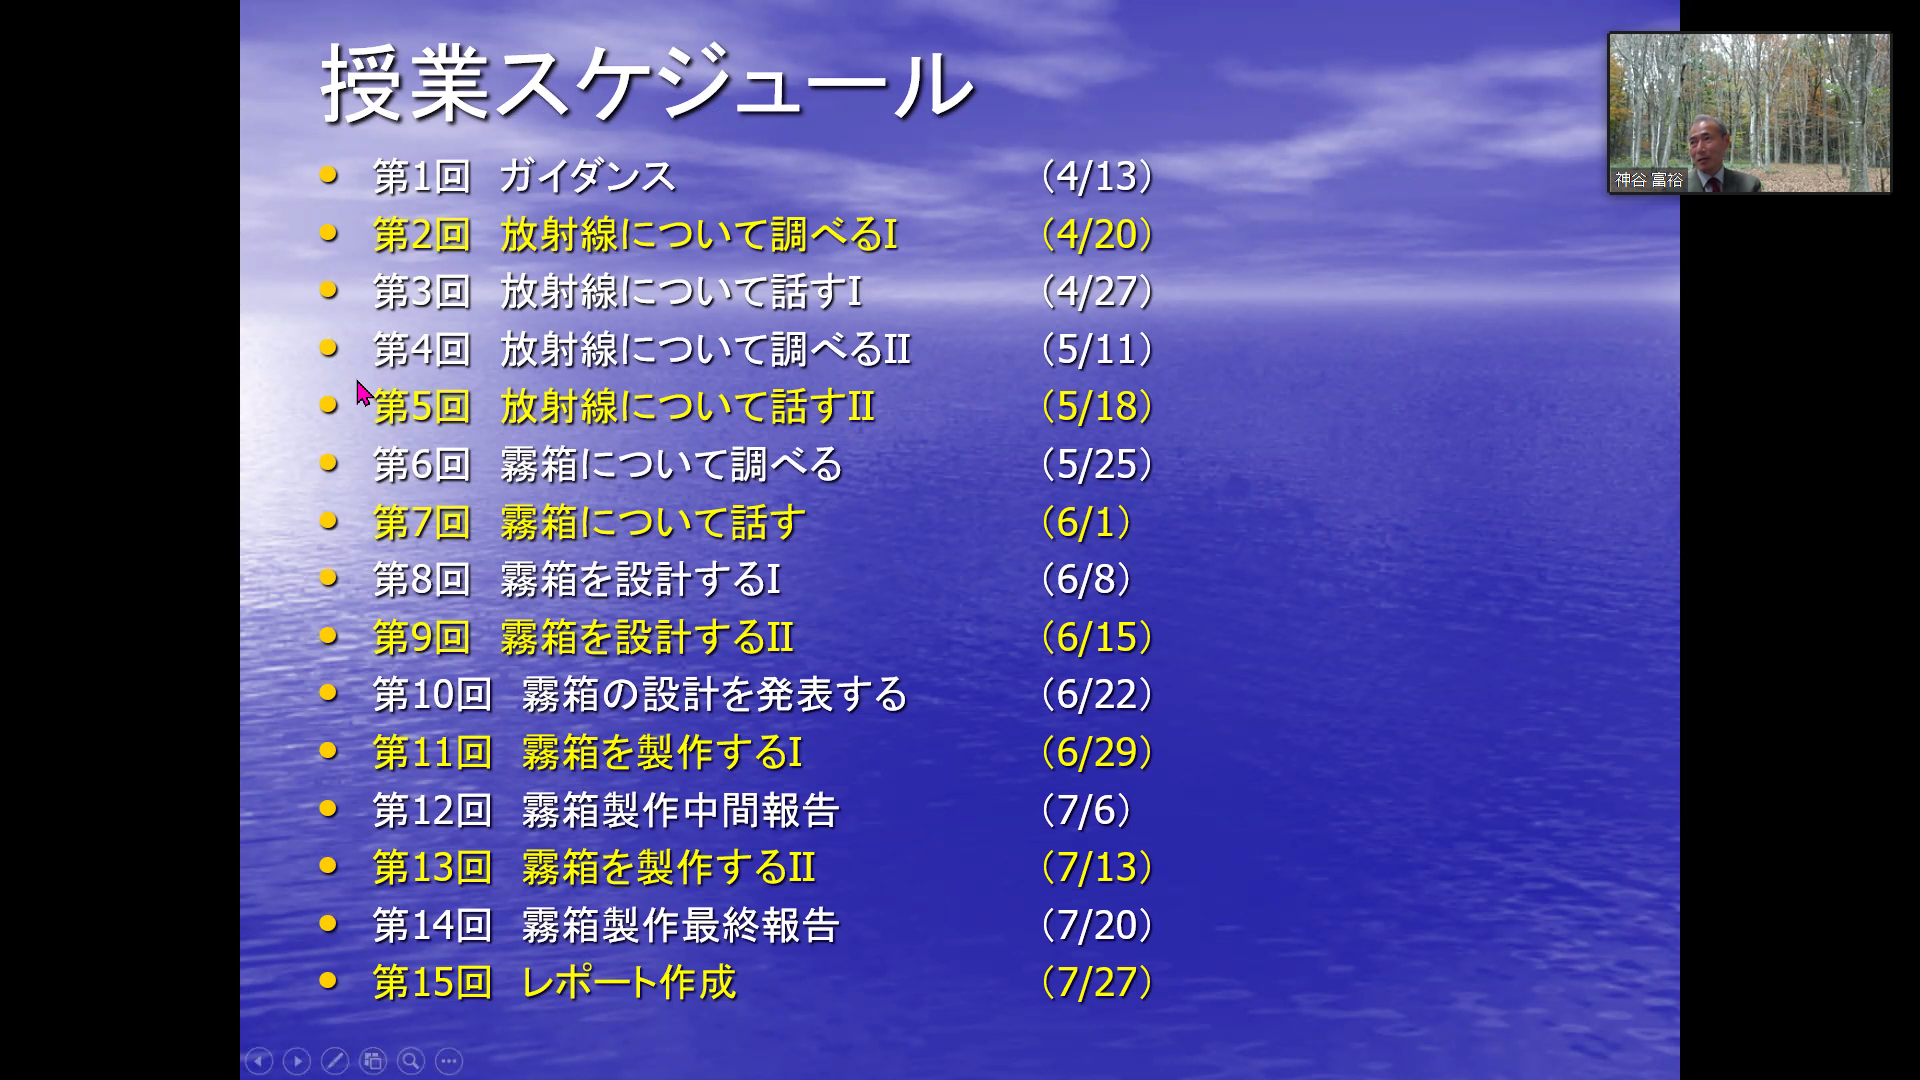 授業スケジュール
第1回 ガイダンス (4/13)
第2回 放射線について調べるI (4/20)
第3回 放射線について話すI (4/27)
第4回 放射線について調べるII (5/11)
第5回 放射線について話すII (5/18)
第6回 霧箱について調べる (5/25)
第7回 霧箱について話す (6/1)
第8回 霧箱を設計するI (6/8)
第9回 霧箱を設計するII (6/15)
第10回 霧箱の設計を発表する (6/22)
第11回 霧箱を製作するI (6/29)
第12回 霧箱製作中間報告 (7/6)
第13回 霧箱を製作するII (7/13)
第14回 霧箱製作最終報告 (7/20)
第15回 レポート作成 (7/27)
神谷 富裕